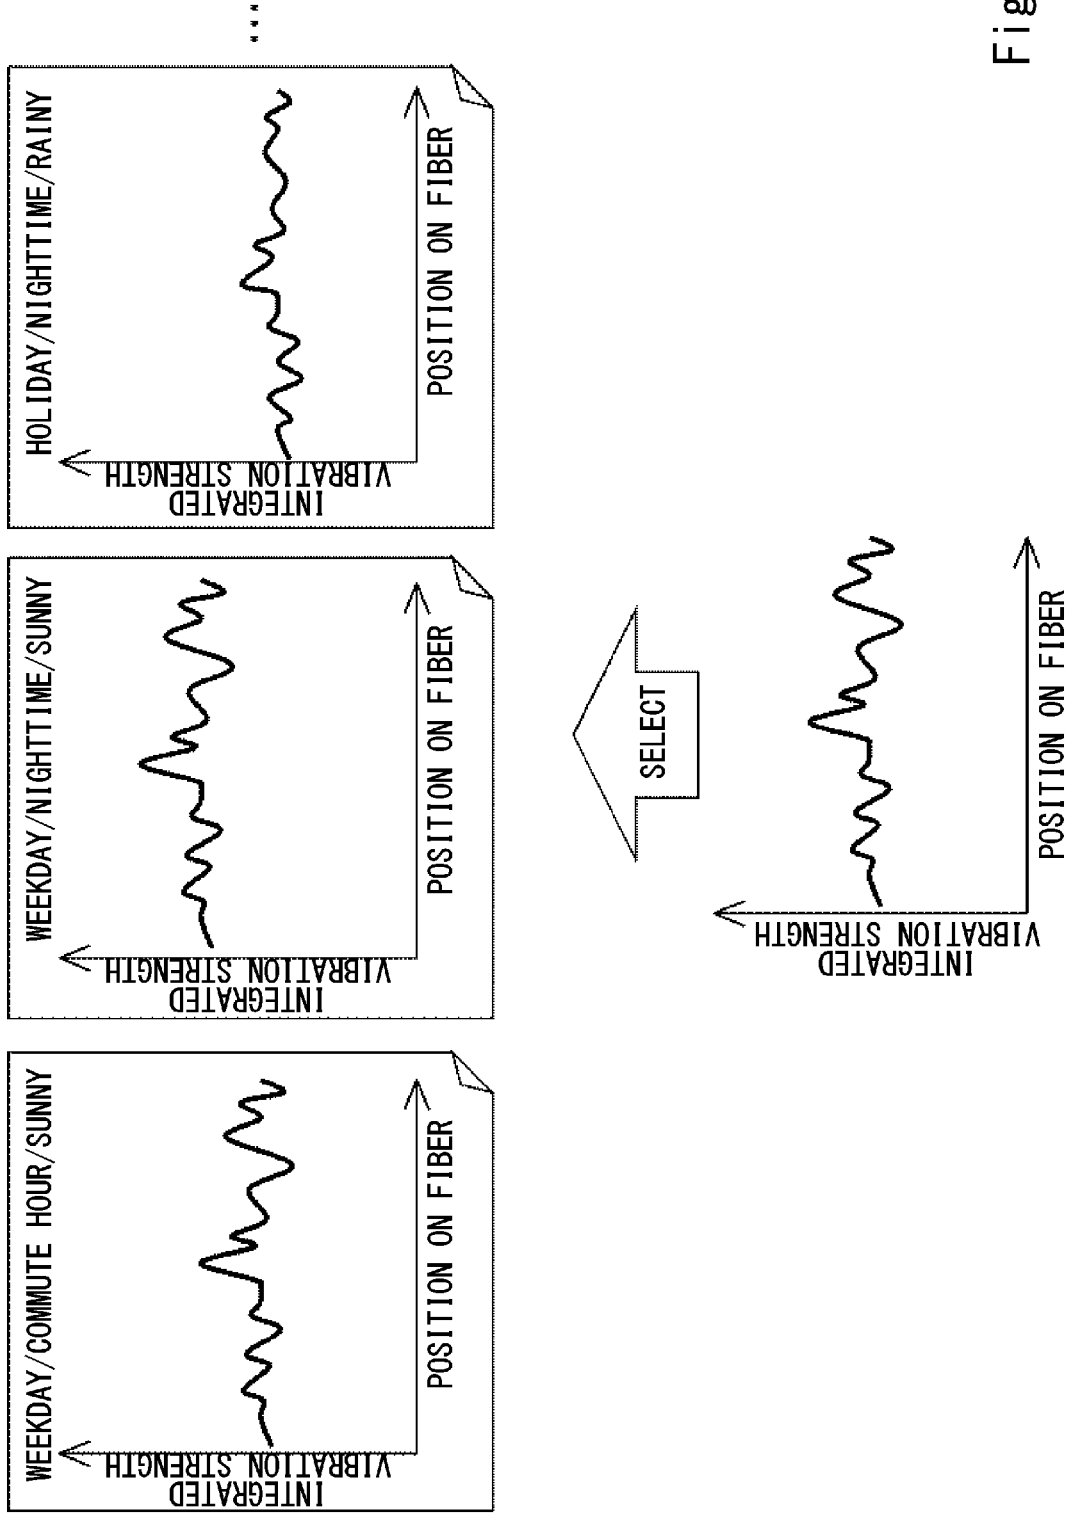 WEEKDAY/COMMUTE HOUR/SUNNY
INTEGRATED
VIBRATION STRENGTH
POSITION ON FIBER
WEEKDAY/NIGHTTIME/SUNNY
INTEGRATED
VIBRATION STRENGTH
POSITION ON FIBER
HOLIDAY/NIGHTTIME/RAINY
INTEGRATED
VIBRATION STRENGTH
POSITION ON FIBER
...
SELECT
INTEGRATED
VIBRATION STRENGTH
POSITION ON FIBER
Fig